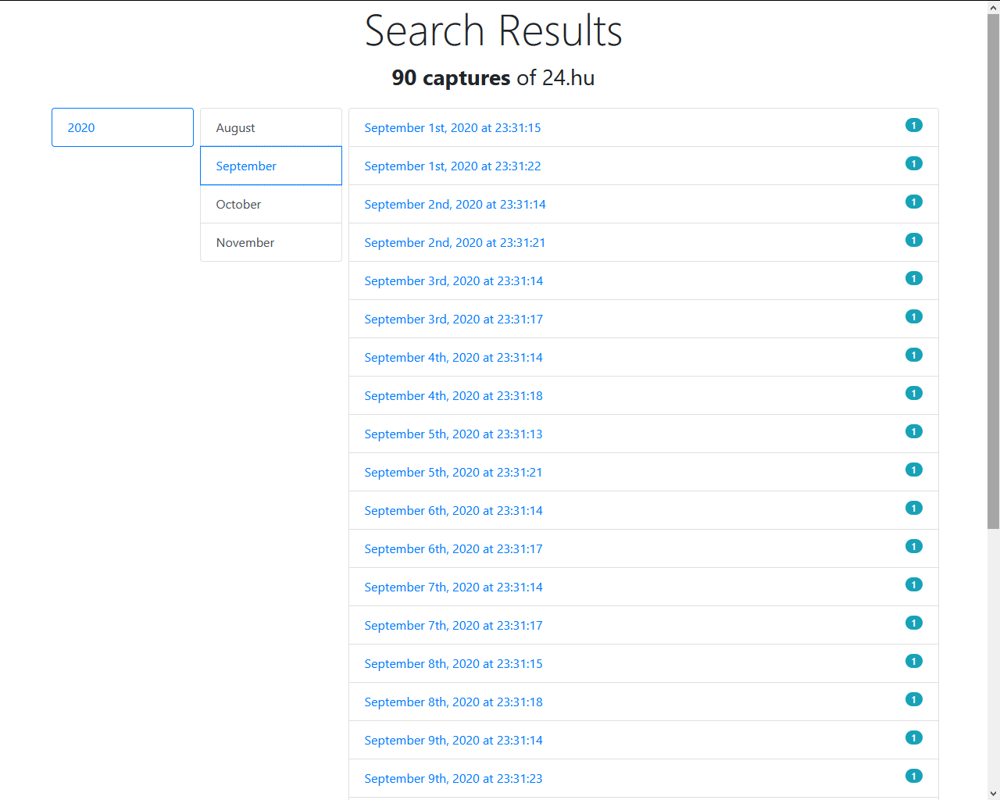 Search Results
90 captures of 24.hu
2020
August
September
October
November
September 1st, 2020 at 23:31:15 1
September 1st, 2020 at 23:31:22 1
September 2nd, 2020 at 23:31:14 1
September 2nd, 2020 at 23:31:21 1
September 3rd, 2020 at 23:31:14 1
September 3rd, 2020 at 23:31:17 1
September 4th, 2020 at 23:31:14 1
September 4th, 2020 at 23:31:18 1
September 5th, 2020 at 23:31:13 1
September 5th, 2020 at 23:31:21 1
September 6th, 2020 at 23:31:14 1
September 6th, 2020 at 23:31:17 1
September 7th, 2020 at 23:31:14 1
September 7th, 2020 at 23:31:17 1
September 8th, 2020 at 23:31:15 1
September 8th, 2020 at 23:31:18 1
September 9th, 2020 at 23:31:14 1
September 9th, 2020 at 23:31:23 1